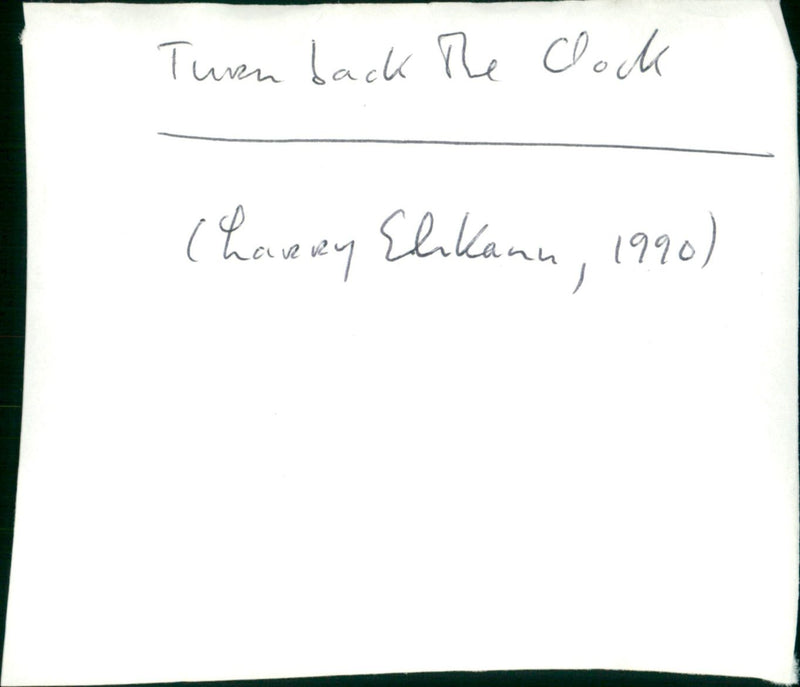 Turn back The Clock
(Larry Elikann, 1990)